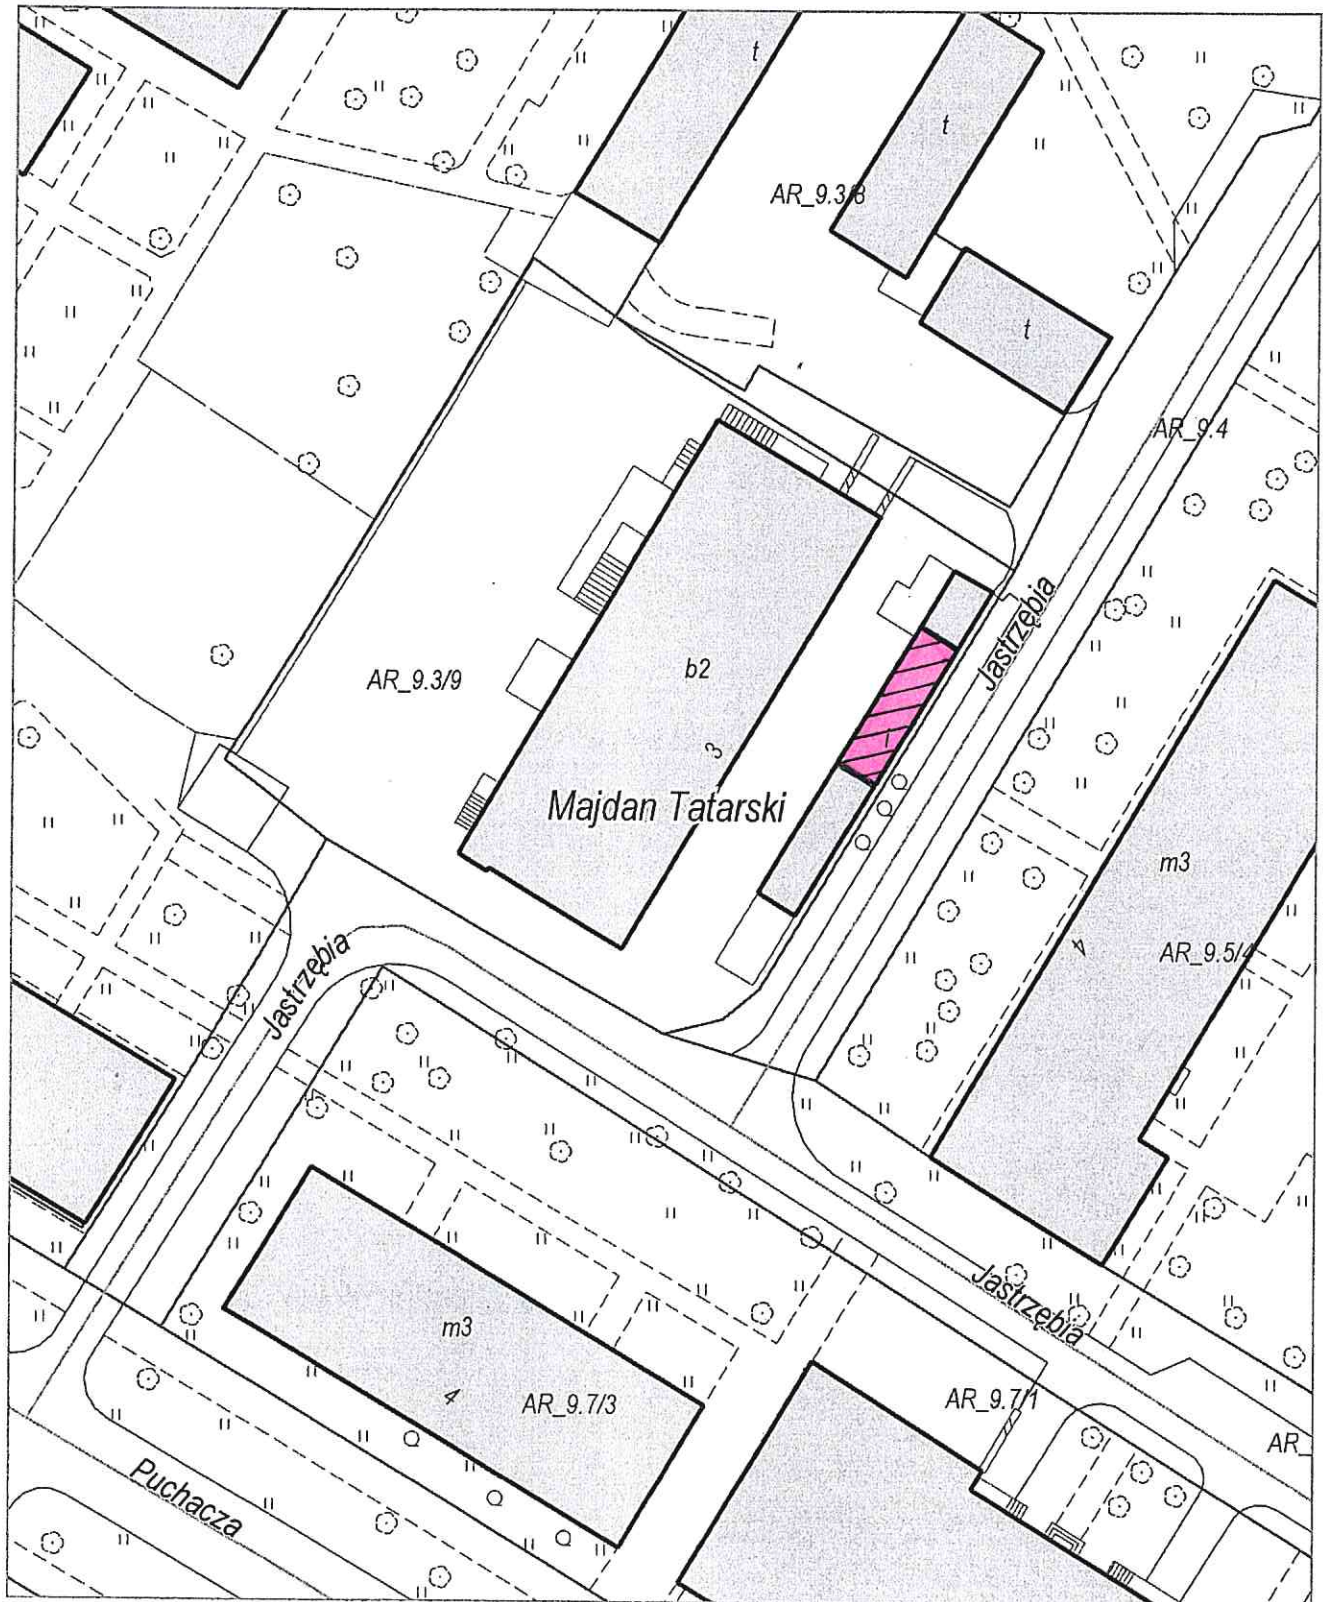 t
t
AR_9.3/8
t
AR_9.4
Jastrzębia
b2
AR_9.3/9
3
i
Majdan Tatarski
m3
4
AR_9.5/4
Jastrzębia
Jastrzębia
m3
4
AR_9.7/3
AR_9.7/1
AR_
Puchacza